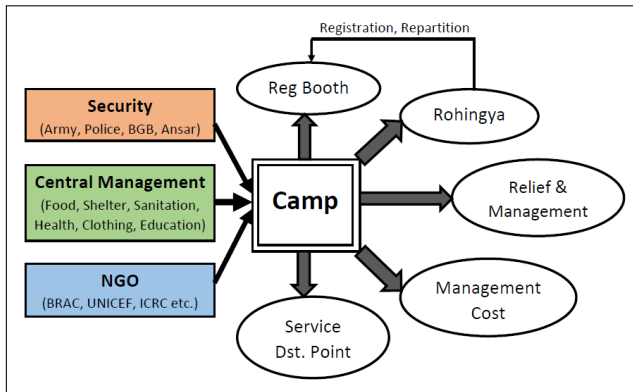 Registration, Repartition
Reg Booth
Rohingya
Security
(Army, Police, BGB, Ansar)
Central Management
(Food, Shelter, Sanitation,
Health, Clothing, Education)
Camp
Relief &
Management
NGO
(BRAC, UNICEF, ICRC etc.)
Management
Cost
Service
Dst. Point